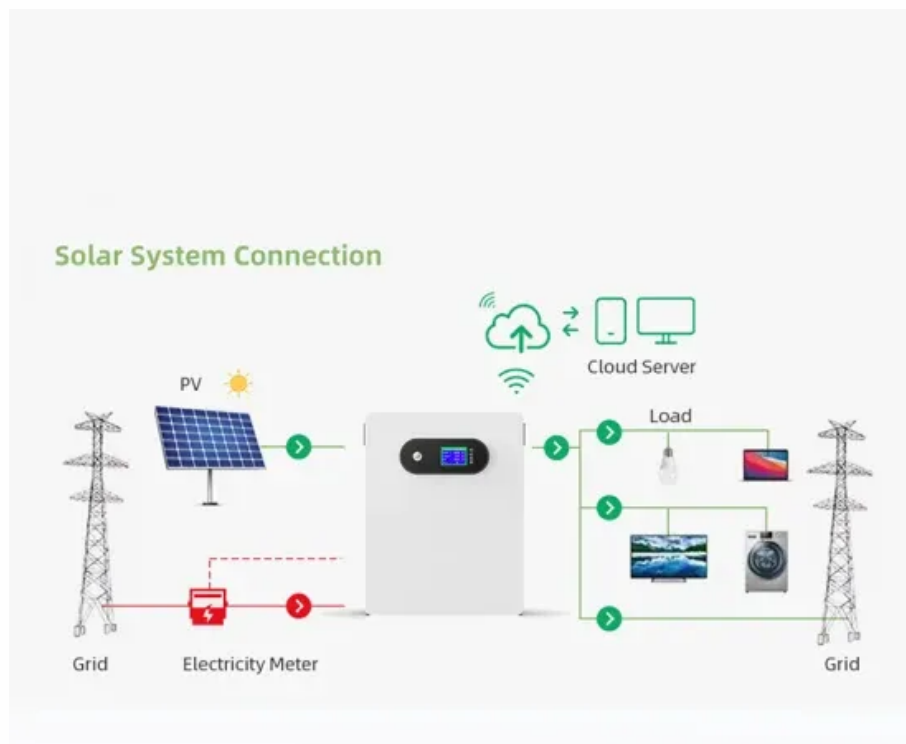 Solar System Connection
Cloud Server
PV
Load
Grid
Electricity Meter
Grid